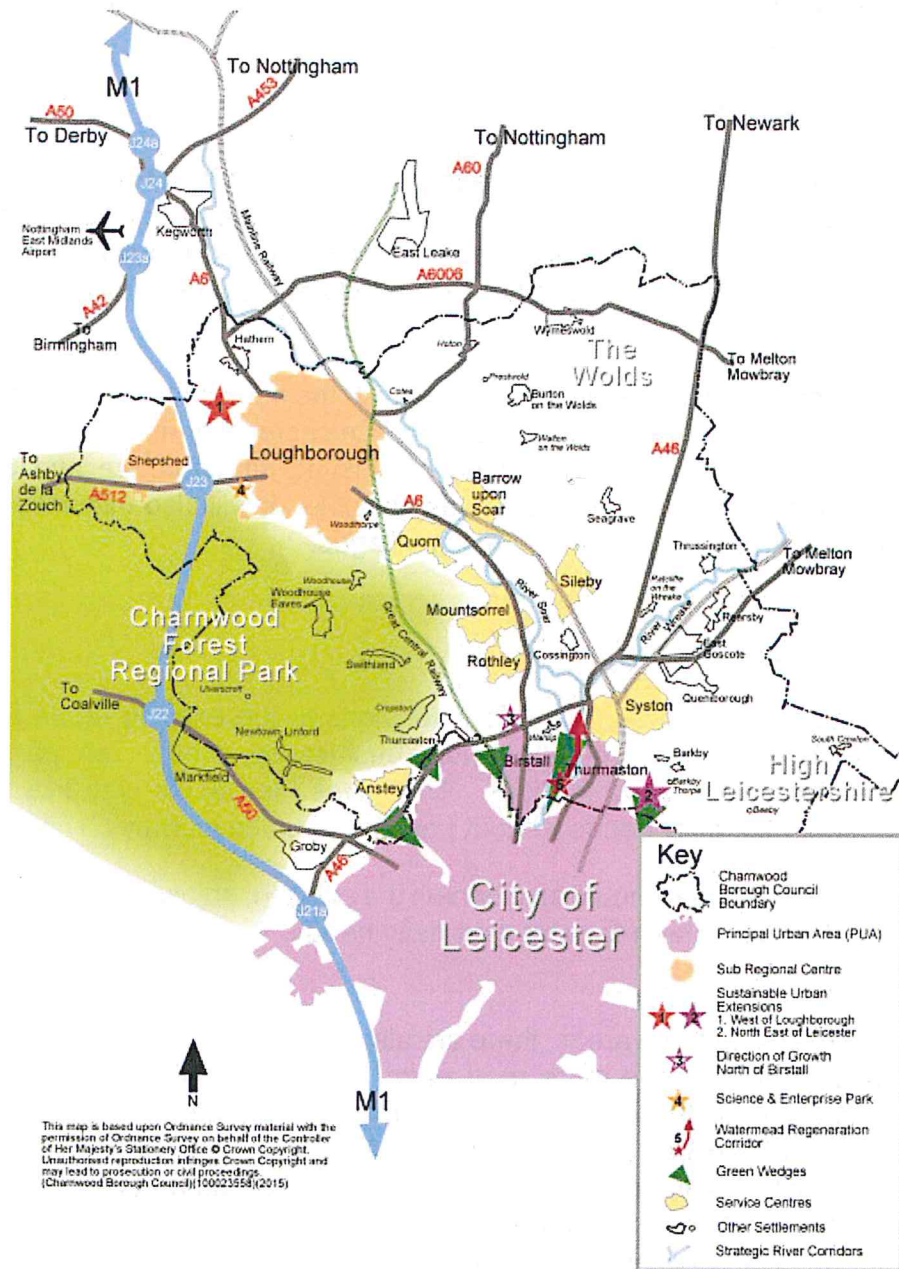 To Nottingham
M1
A453
A50
To Derby
J24a
J24
To Nottingham
To Newark
A60
Kegworth
Nottingham
East Midlands
Airport
J23a
Mainline Railway
East Leake
A6
A6006
A42
To
Birmingham
Hathern
Hoton
Wymeswold
The
Wolds
To Melton
Mowbray
Cotes
Prestwold
Burton
on the Wolds
1
Walton
on the Wolds
A46
Loughborough
Shepshed
To
Ashby
de la
Zouch
J23
A512
4
Barrow
upon
Soar
A6
Woodthorpe
Seagrave
Quorn
Thrussington
To Melton
Mowbray
Sileby
Ratcliffe
on the
Wreake
River Wreake
Rearsby
Woodhouse
Woodhouse
Eaves
Mountsorrel
River Soar
Charnwood
Forest
Regional Park
Great Central Railway
Rothley
Cossington
East
Goscote
Swithland
Queniborough
To
Coalville
Ulverscroft
J22
Cropston
Syston
3
Wanlip
Newtown Linford
Thurcaston
Markfield
Birstall
Thurmaston
5
Barkby
Barkby
Thorpe
South Croxton
2
High
Leicestershire
Beeby
Anstey
A50
Groby
A46
J21a
City of
Leicester
N
M1
This map is based upon Ordnance Survey material with the
permission of Ordnance Survey on behalf of the Controller
of Her Majesty's Stationery Office © Crown Copyright.
Unauthorised reproduction infringes Crown Copyright and
may lead to prosecution or civil proceedings.
(Charnwood Borough Council)(100023558)(2015)
Key
Charnwood
Borough Council
Boundary
Principal Urban Area (PUA)
Sub Regional Centre
Sustainable Urban
Extensions
1 2
1. West of Loughborough
2. North East of Leicester
3
Direction of Growth
North of Birstall
4
Science & Enterprise Park
5
Watermead Regeneration
Corridor
Green Wedges
Service Centres
Other Settlements
Strategic River Corridors